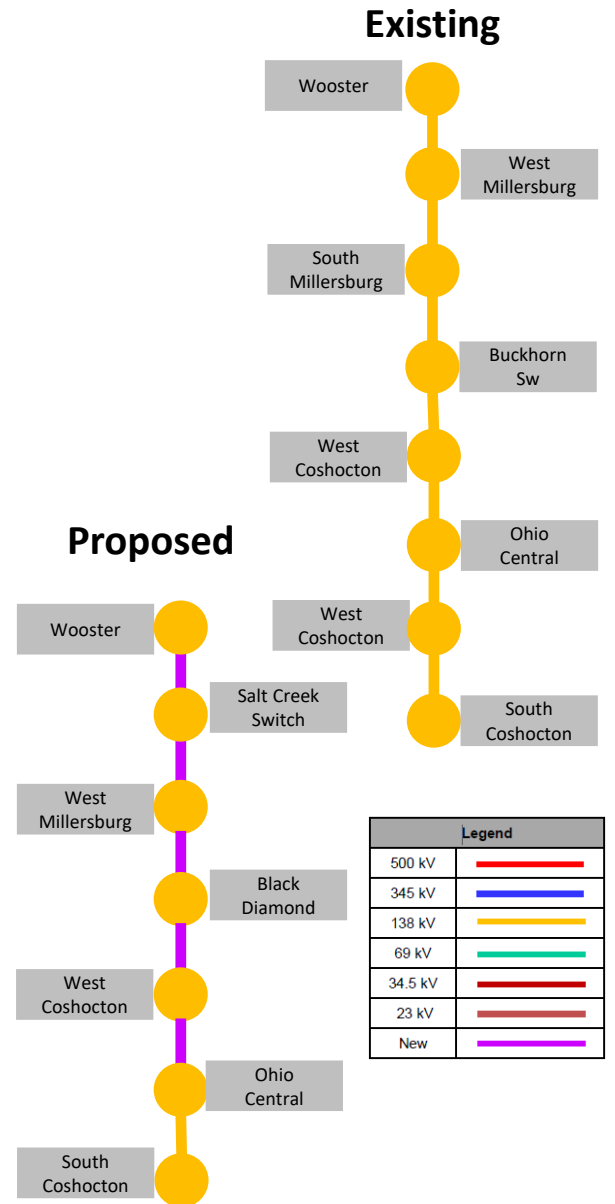 Existing
Wooster
West
Millersburg
South
Millersburg
Buckhorn
Sw
West
Coshocton
Ohio
Central
West
Coshocton
South
Coshocton
Proposed
Wooster
Salt Creek
Switch
West
Millersburg
Black
Diamond
West
Coshocton
Ohio
Central
South
Coshocton
Legend
500 kV
345 kV
138 kV
69 kV
34.5 kV
23 kV
New